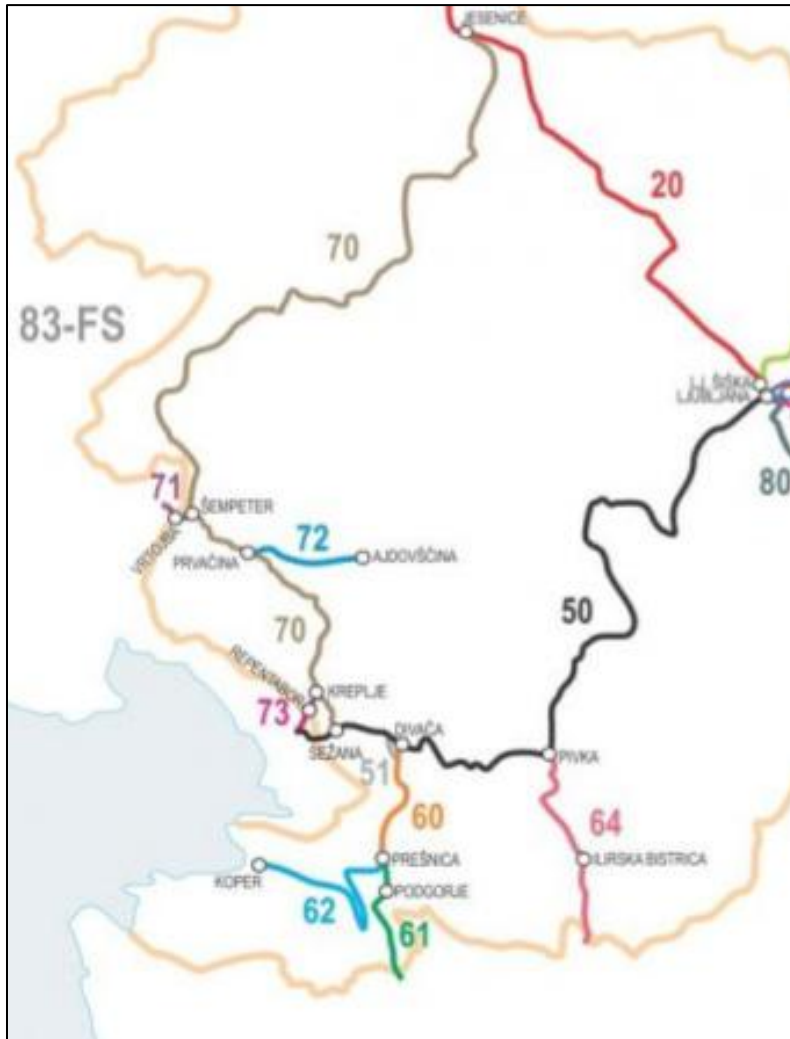 JESENICE
20
70
83-FS
LJ. ŠIŠKA
LJUBLJANA
80
71
ŠEMPETER
VRTOJBA
72
PRVAČINA
AJDOVŠČINA
50
70
REPENTABOR
KREPLJE
73
SEŽANA
DIVAČA
51
PIVKA
60
64
PREŠNICA
ILIRSKA BISTRICA
KOPER
PODGORJE
62
61